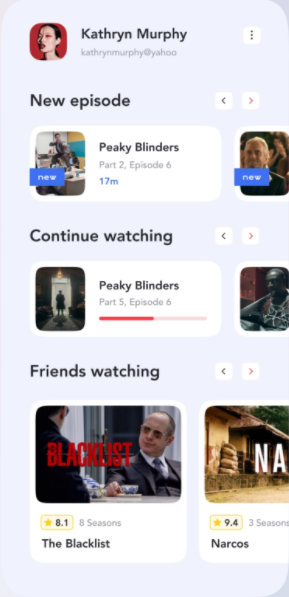 Kathryn Murphy
kathrynmurphy@yahoo
New episode
Peaky Blinders
Part 2, Episode 6
17m
new
new
Continue watching
Peaky Blinders
Part 5, Episode 6
Friends watching
BLACKLIST
NA
8.1 8 Seasons
The Blacklist
9.4 3 Seasons
Narcos